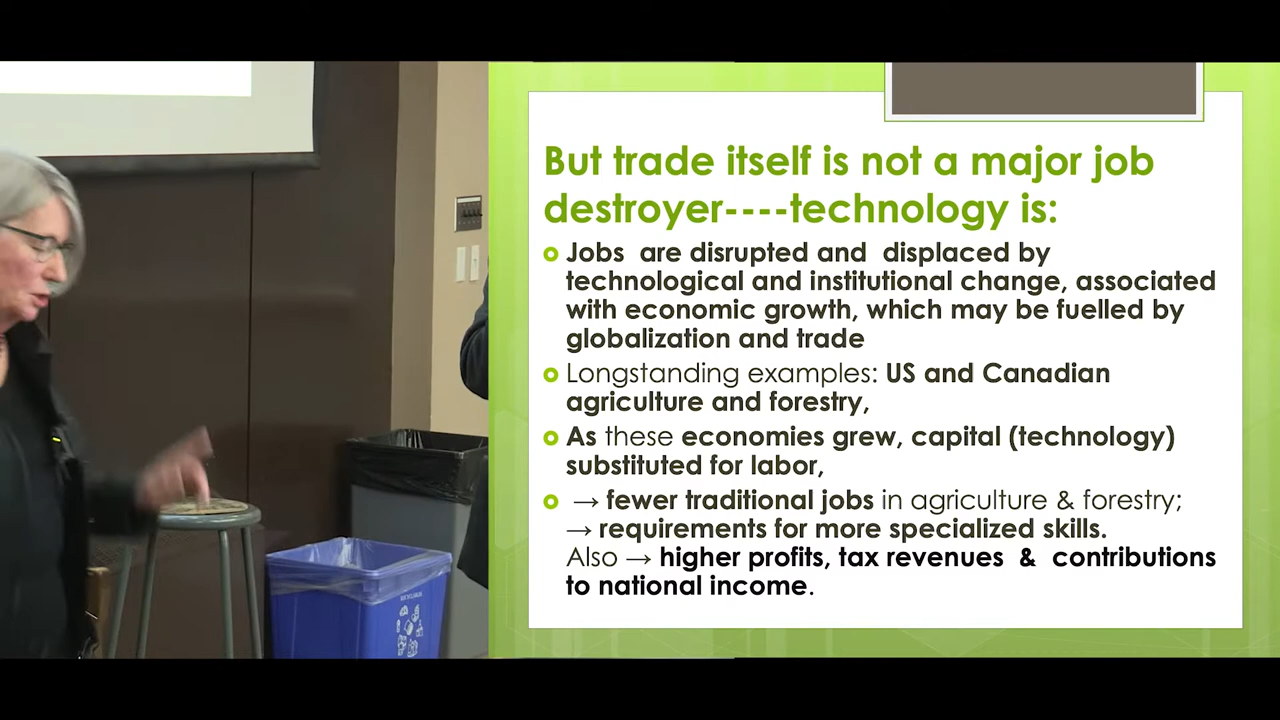 But trade itself is not a major job
destroyer----technology is:
Jobs are disrupted and displaced by
technological and institutional change, associated
with economic growth, which may be fuelled by
globalization and trade
Longstanding examples: US and Canadian
agriculture and forestry,
As these economies grew, capital (technology)
substituted for labor,
→ fewer traditional jobs in agriculture & forestry;
→ requirements for more specialized skills.
Also → higher profits, tax revenues & contributions
to national income.
RECYCLABLES